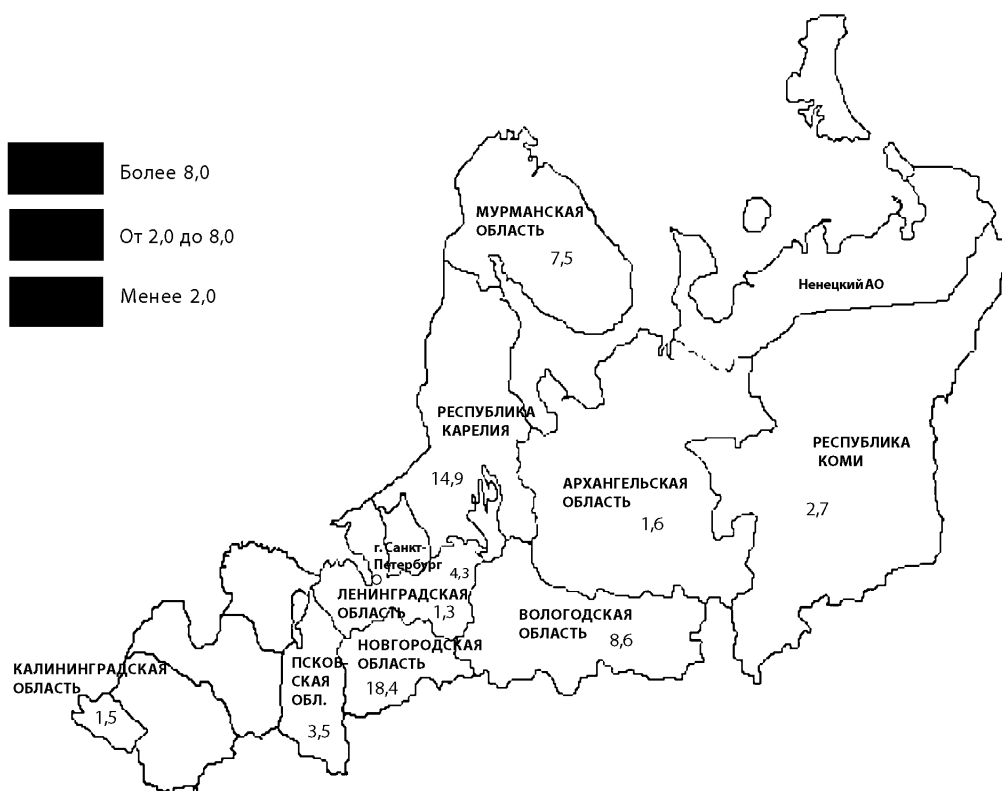 Более 8,0
От 2,0 до 8,0
Менее 2,0
МУРМАНСКАЯ
ОБЛАСТЬ
7,5
Ненецкий АО
РЕСПУБЛИКА
КАРЕЛИЯ
14,9
РЕСПУБЛИКА
КОМИ
2,7
АРХАНГЕЛЬСКАЯ
ОБЛАСТЬ
1,6
г. Санкт-
Петербург
4,3
ЛЕНИНГРАДСКАЯ
ОБЛАСТЬ
1,3
ВОЛОГОДСКАЯ
ОБЛАСТЬ
8,6
НОВГОРОДСКАЯ
ОБЛАСТЬ
18,4
ПСКОВ-
СКАЯ
ОБЛ.
3,5
КАЛИНИНГРАДСКАЯ
ОБЛАСТЬ
1,5